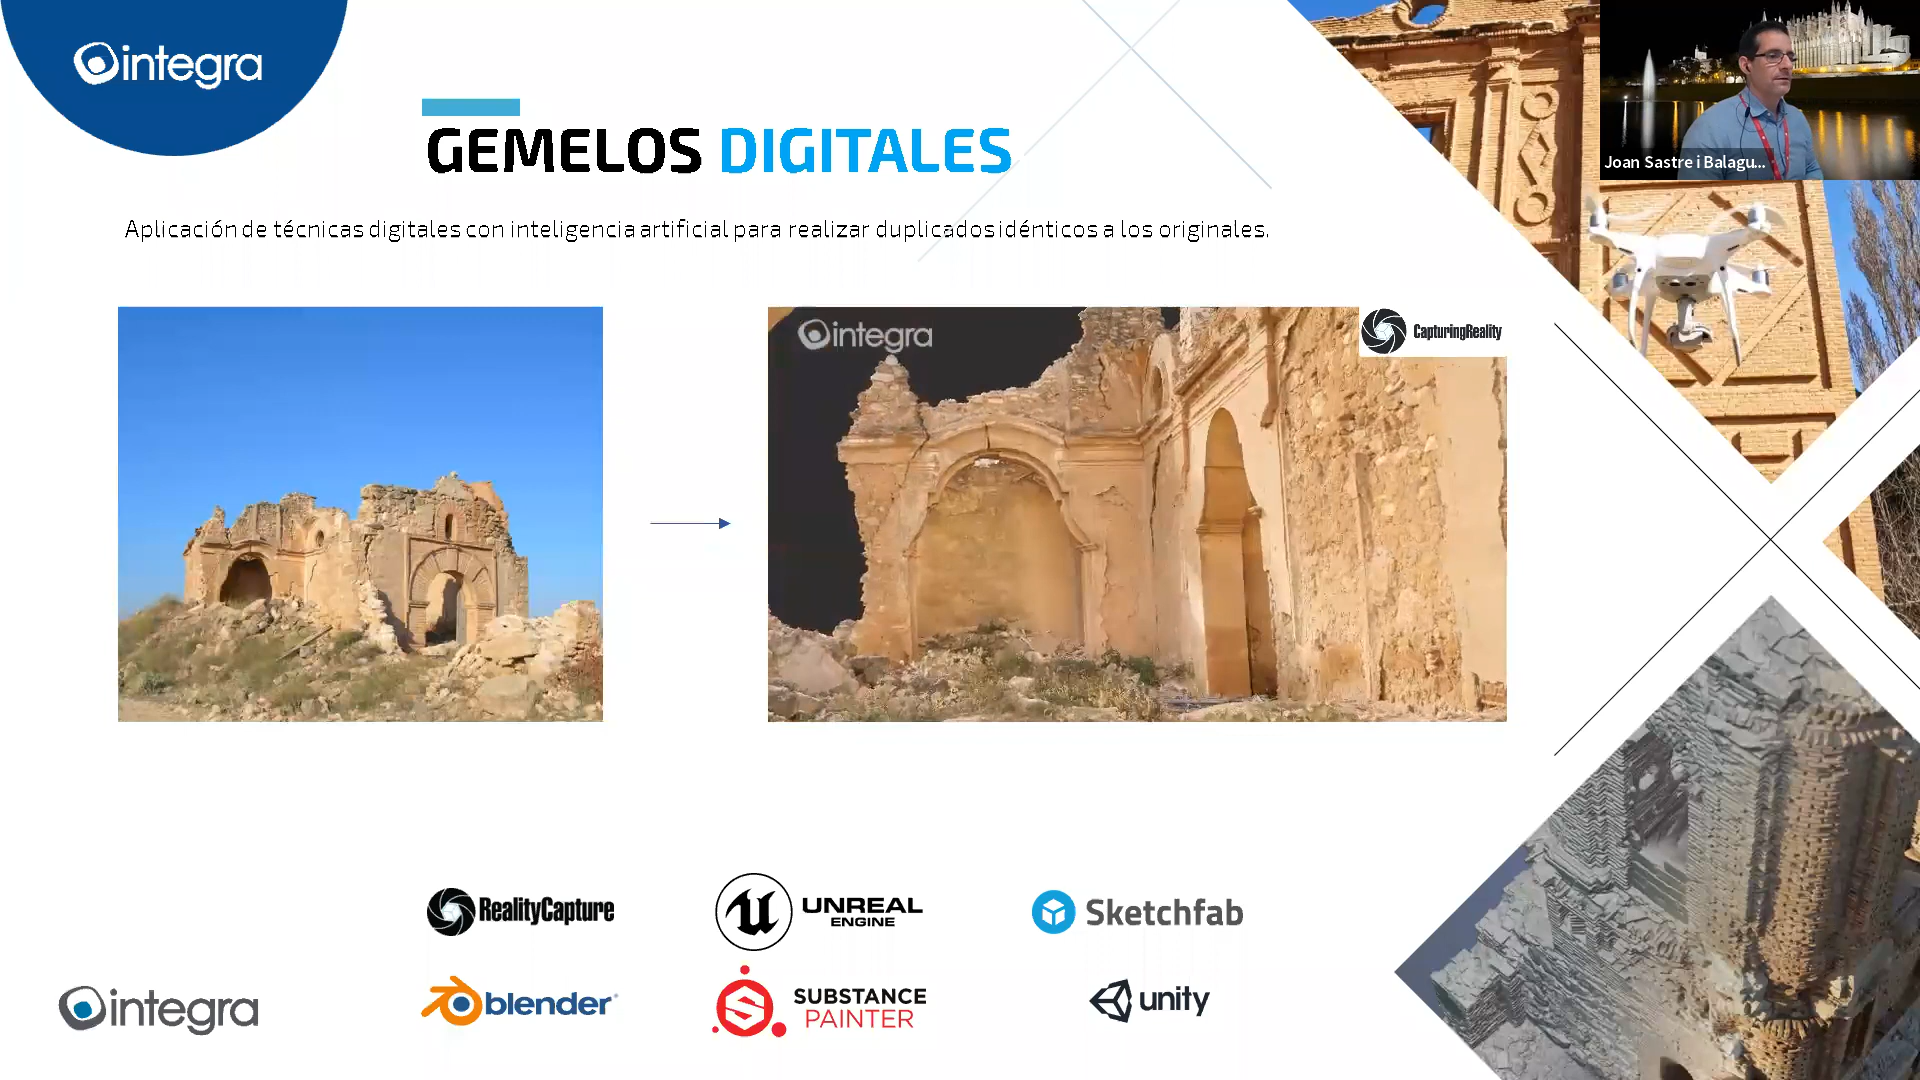 integra
GEMELOS DIGITALES
Aplicación de técnicas digitales con inteligencia artificial para realizar duplicados idénticos a los originales.
Joan Sastre i Balagu...
integra
CapturingReality
RealityCapture
UNREAL
ENGINE
Sketchfab
integra
blender
SUBSTANCE
PAINTER
unity